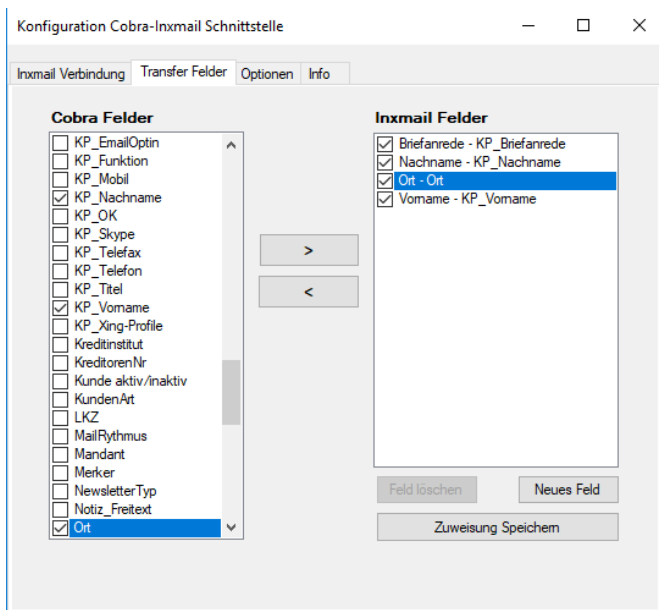 Konfiguration Cobra-Inxmail Schnittstelle
Inxmail Verbindung Transfer Felder Optionen Info
Cobra Felder
KP_EmailOptin
KP_Funktion
KP_Mobil
KP_Nachname
KP_OK
KP_Skype
KP_Telefax
KP_Telefon
KP_Titel
KP_Vorname
KP_Xing-Profile
Kreditinstitut
KreditorenNr
Kunde aktiv/inaktiv
KundenArt
LKZ
MailRythmus
Mandant
Merker
NewsletterTyp
Notiz_Freitext
Ort
>
<
Inxmail Felder
Briefanrede - KP_Briefanrede
Nachname - KP_Nachname
Ort - Ort
Vorname - KP_Vorname
Feld löschen Neues Feld
Zuweisung Speichern